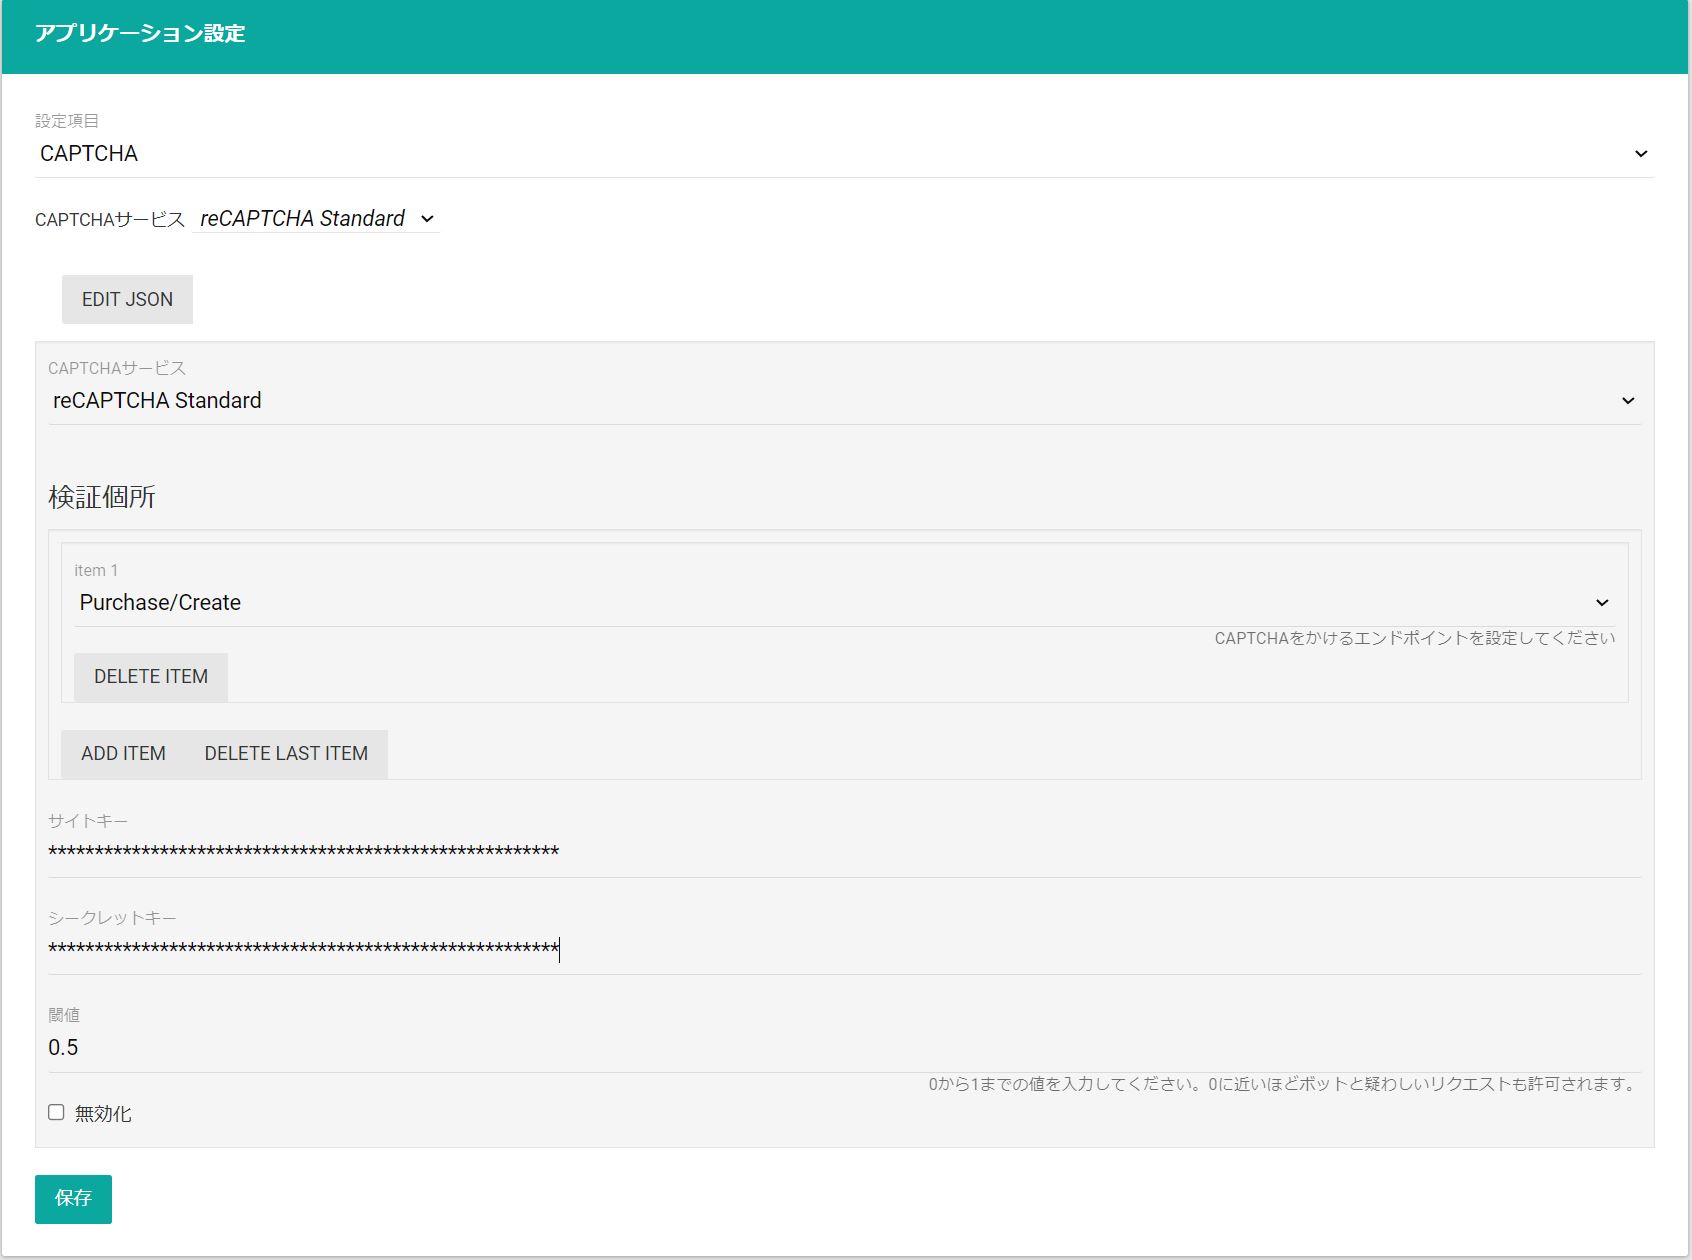 アプリケーション設定
設定項目
CAPTCHA
CAPTCHAサービス reCAPTCHA Standard
EDIT JSON
CAPTCHAサービス
reCAPTCHA Standard
検証個所
item 1
Purchase/Create
CAPTCHAをかけるエンドポイントを設定してください
DELETE ITEM
ADD ITEM DELETE LAST ITEM
サイトキー
*******************************************************
シークレットキー
*******************************************************
閾値
0.5
0から1までの値を入力してください。0に近いほどボットと疑わしいリクエストも許可されます。
無効化
保存